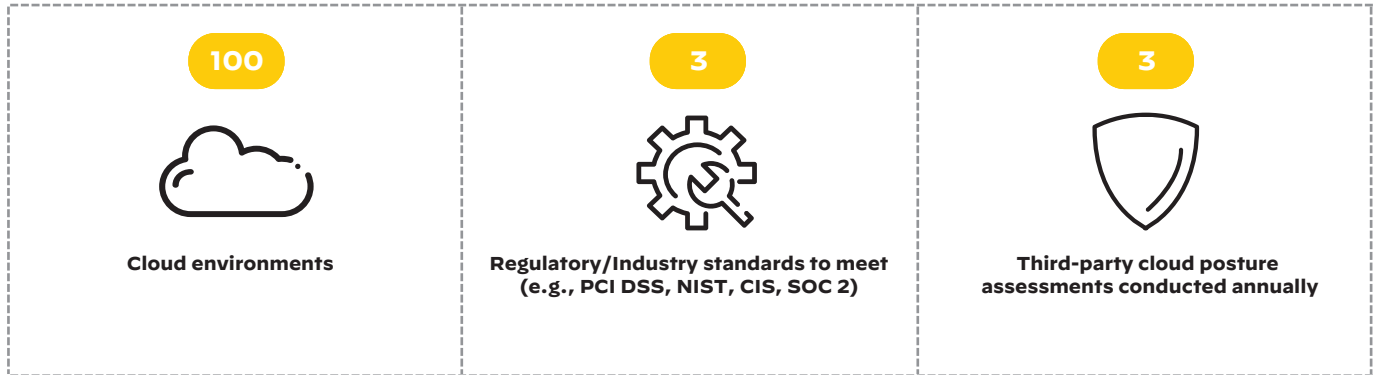 100
Cloud environments
3
Regulatory/Industry standards to meet
(e.g., PCI DSS, NIST, CIS, SOC 2)
3
Third-party cloud posture
assessments conducted annually